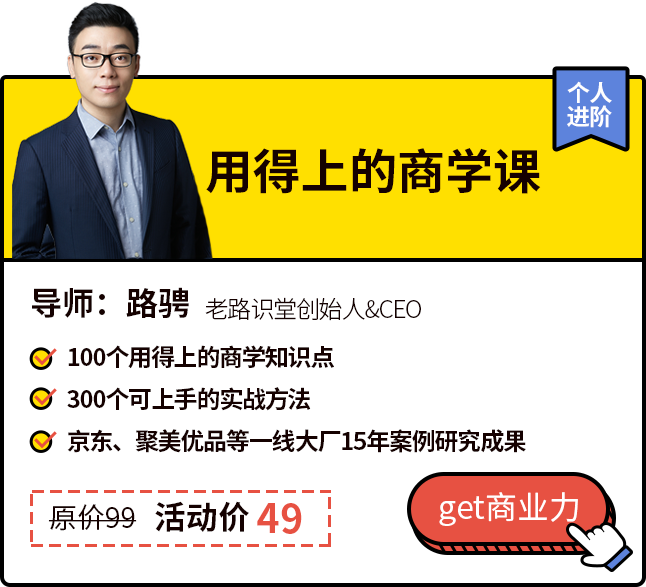 个人
进阶
用得上的商学课
导师：路骋 老路识堂创始人&CEO
100个用得上的商学知识点
300个可上手的实战方法
京东、聚美优品等一线大厂15年案例研究成果
原价99 活动价 49
get商业力